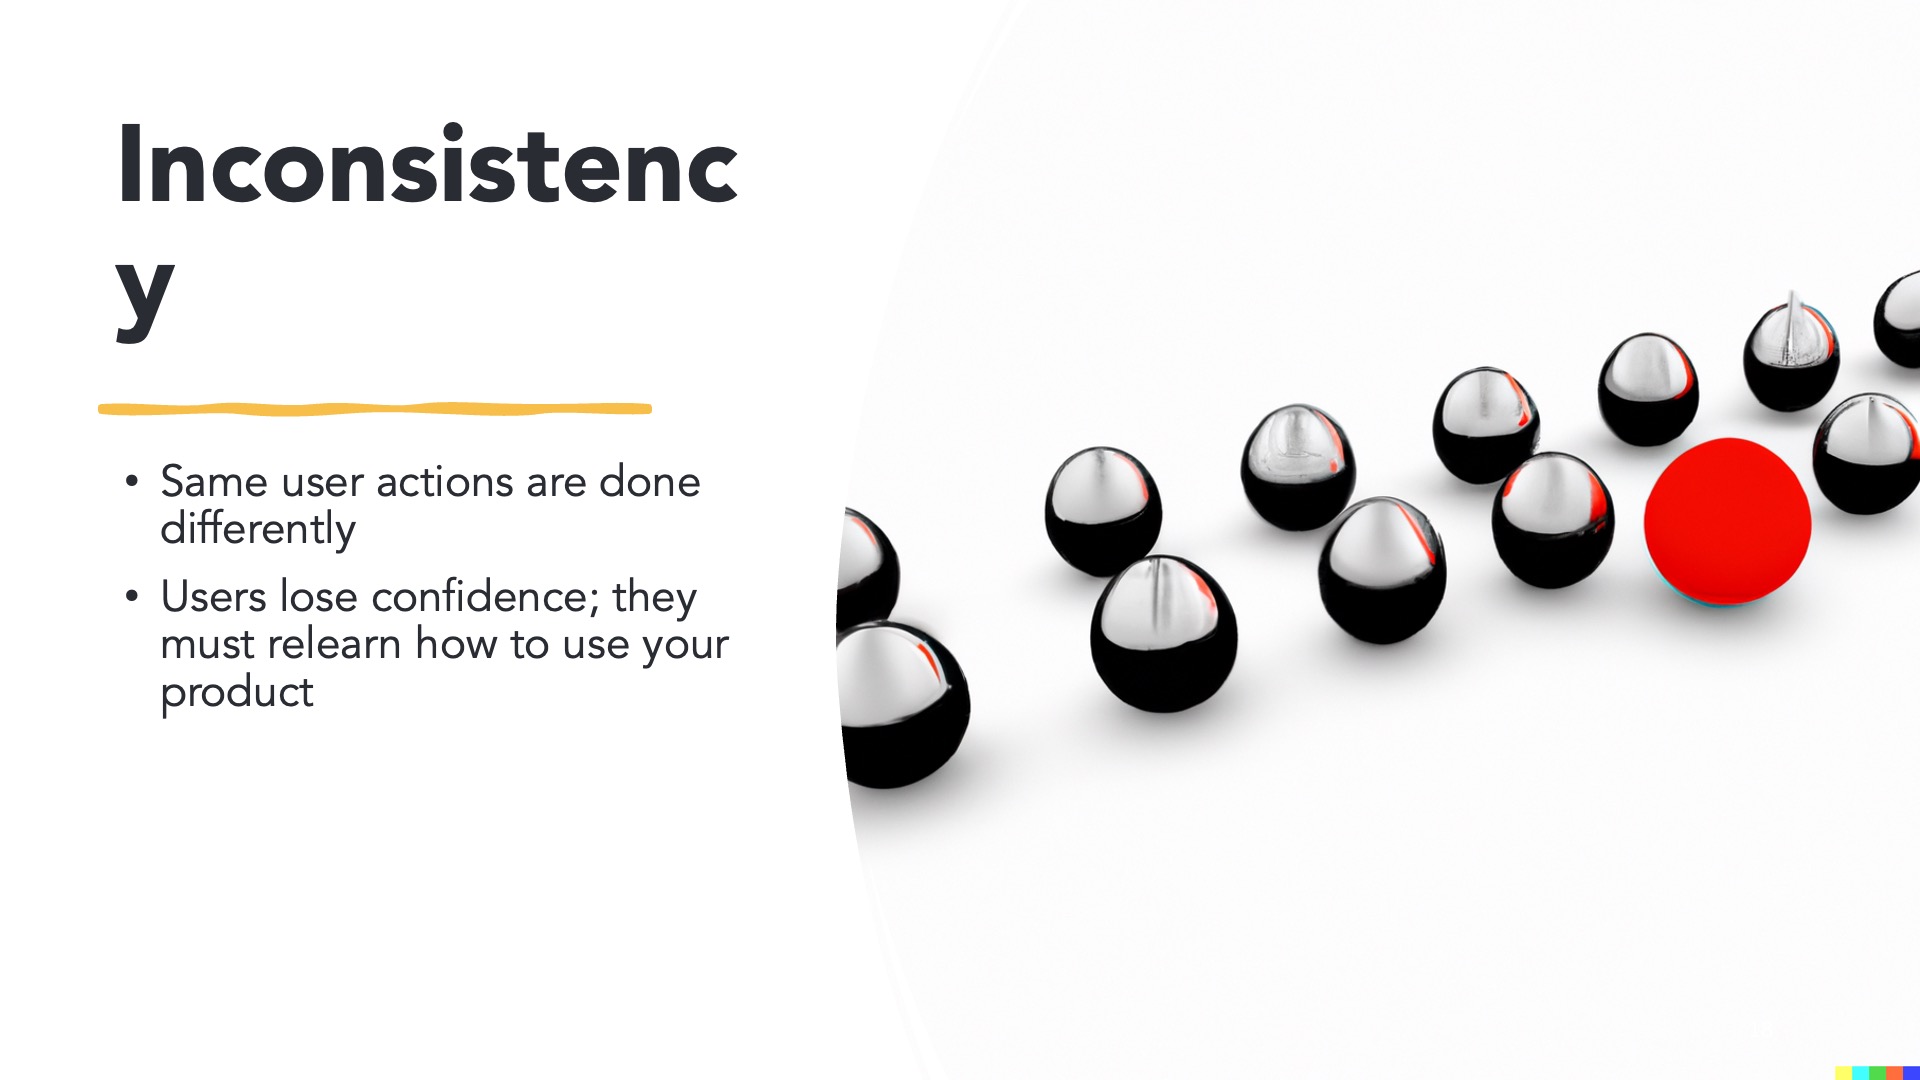 Inconsistenc
y
• Same user actions are done
differently
• Users lose confidence; they
must relearn how to use your
product